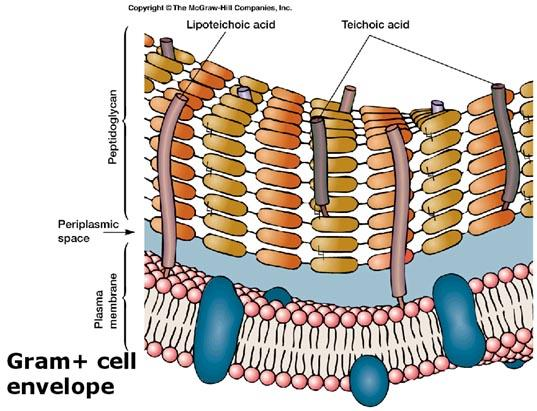 Copyright © The McGraw-Hill Companies, Inc.
Lipoteichoic acid
Teichoic acid
Peptidoglycan
Periplasmic
space
Plasma
membrane
Gram+ cell
envelope